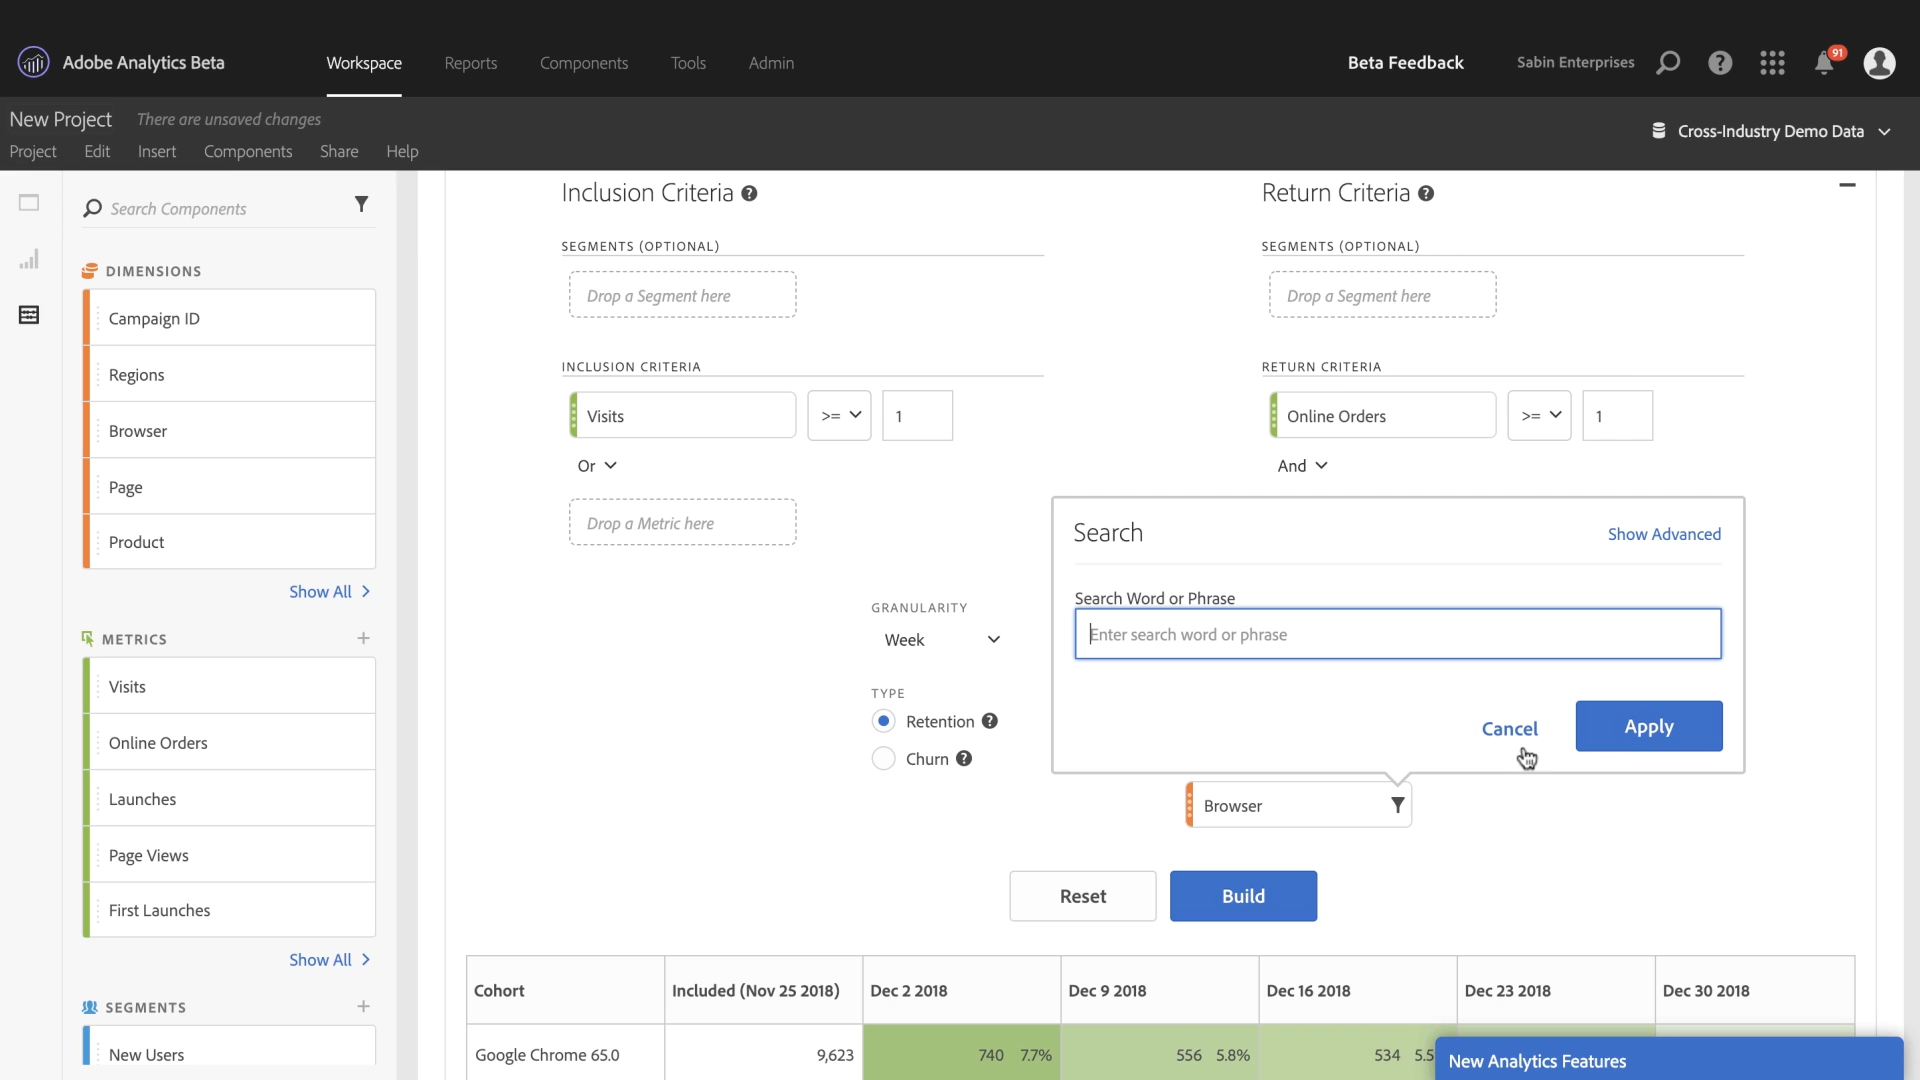 Adobe Analytics Beta
Workspace
Reports
Components
Tools
Admin
Beta Feedback
Sabin Enterprises
?
91
New Project
There are unsaved changes
Project
Edit
Insert
Components
Share
Help
Cross-Industry Demo Data
Search Components
DIMENSIONS
Campaign ID
Regions
Browser
Page
Product
Show All >
METRICS +
Visits
Online Orders
Launches
Page Views
First Launches
Show All >
SEGMENTS +
New Users
Inclusion Criteria ?
SEGMENTS (OPTIONAL)
Drop a Segment here
INCLUSION CRITERIA
Visits >= 1
Or
Drop a Metric here
Return Criteria ?
SEGMENTS (OPTIONAL)
Drop a Segment here
RETURN CRITERIA
Online Orders >= 1
And
GRANULARITY
Week
TYPE
Retention ?
Churn ?
Search
Show Advanced
Search Word or Phrase
Enter search word or phrase
Cancel
Apply
Browser
Reset
Build
Cohort Included (Nov 25 2018) Dec 2 2018 Dec 9 2018 Dec 16 2018 Dec 23 2018 Dec 30 2018
Google Chrome 65.0 9,623 740 7.7% 556 5.8% 534 5.5
New Analytics Features